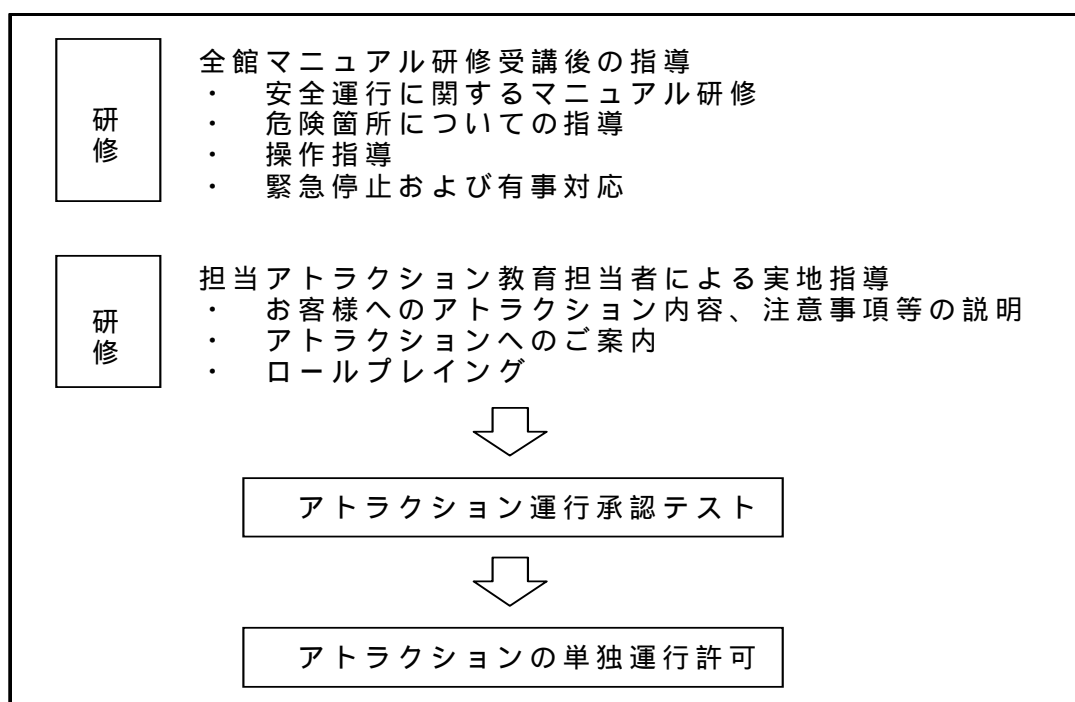 研修
全館マニュアル研修受講後の指導
・ 安全運行に関するマニュアル研修
・ 危険箇所についての指導
・ 操作指導
・ 緊急停止および有事対応
研修
担当アトラクション教育担当者による実地指導
・ お客様へのアトラクション内容、注意事項等の説明
・ アトラクションへのご案内
・ ロールプレイング
アトラクション運行承認テスト
アトラクションの単独運行許可